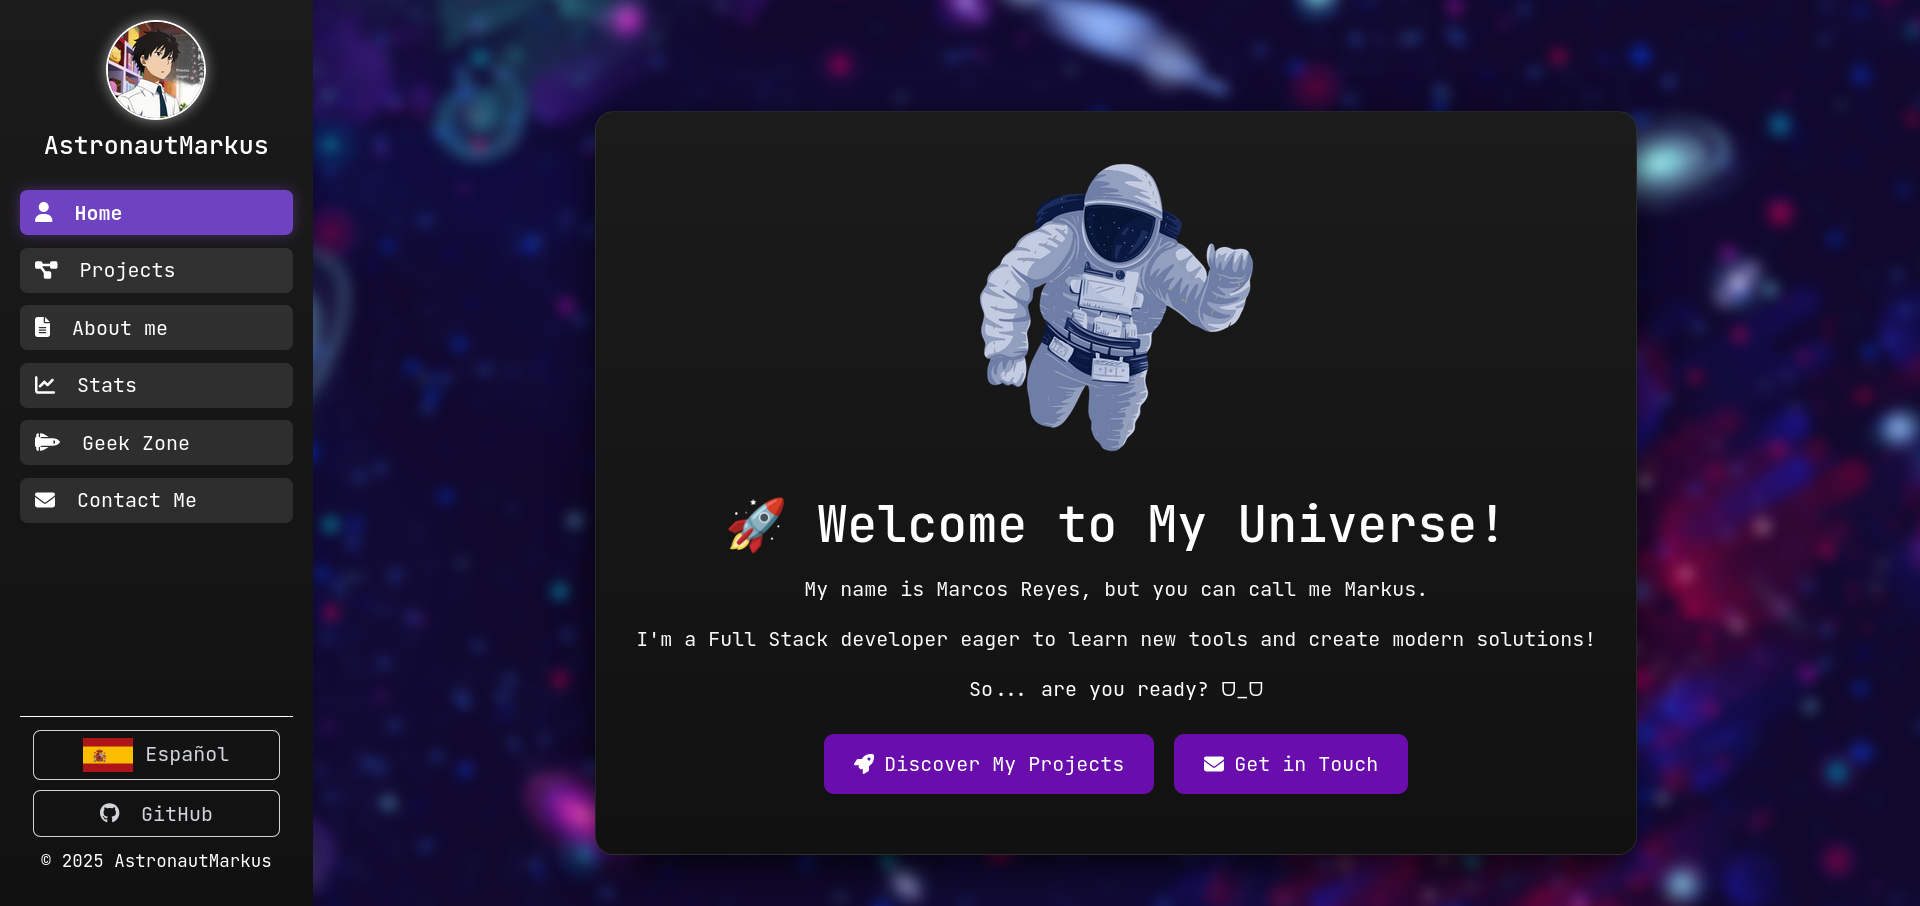 AstronautMarkus
Home
Projects
About me
Stats
Geek Zone
Contact Me
Español
GitHub
© 2025 AstronautMarkus
🚀 Welcome to My Universe!
My name is Marcos Reyes, but you can call me Markus.
I'm a Full Stack developer eager to learn new tools and create modern solutions!
So... are you ready? ᗜ_ᗜ
Discover My Projects
Get in Touch